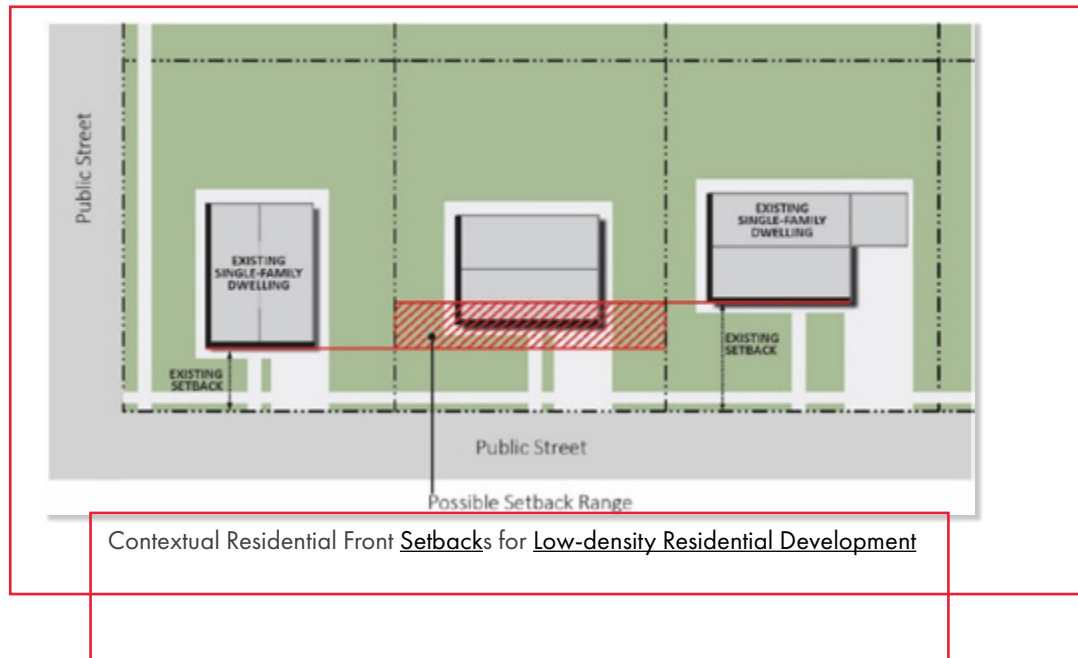 Public Street
EXISTING
SINGLE-FAMILY
DWELLING
EXISTING
SETBACK
EXISTING
SINGLE-FAMILY
DWELLING
EXISTING
SETBACK
Public Street
Possible Setback Range
Contextual Residential Front Setbacks for Low-density Residential Development